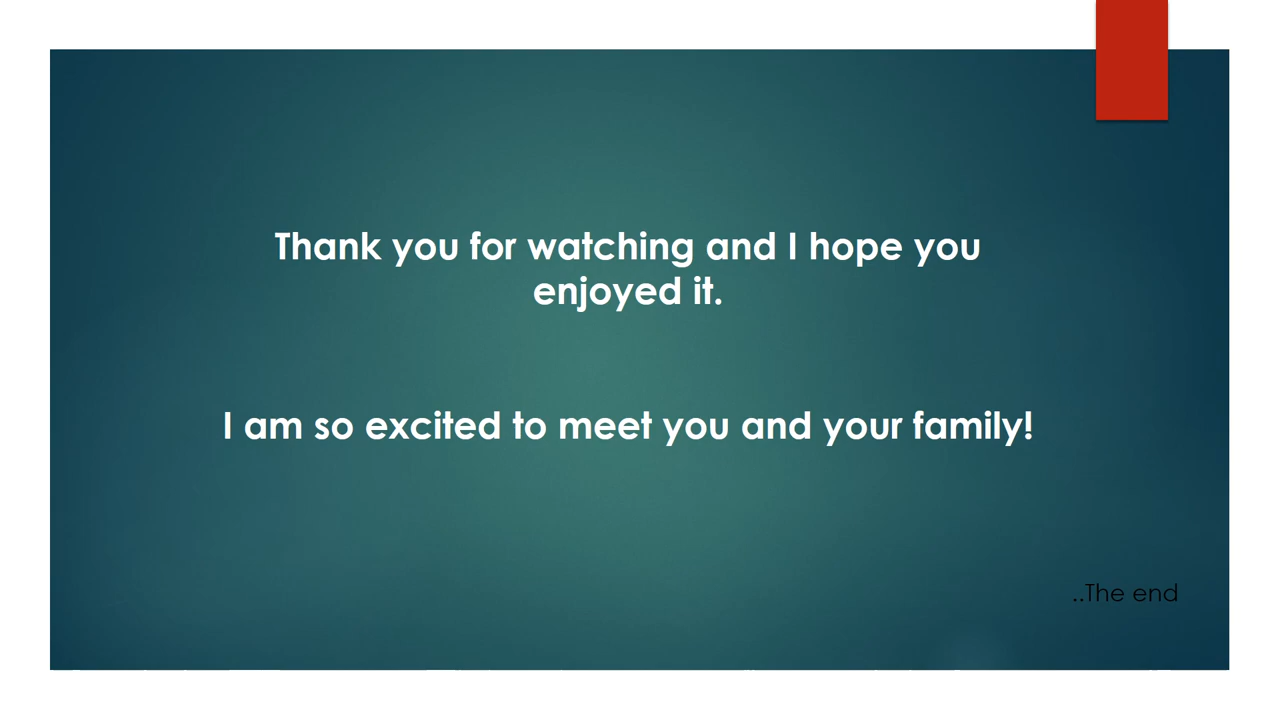 Thank you for watching and I hope you
enjoyed it.
I am so excited to meet you and your family!
..The end